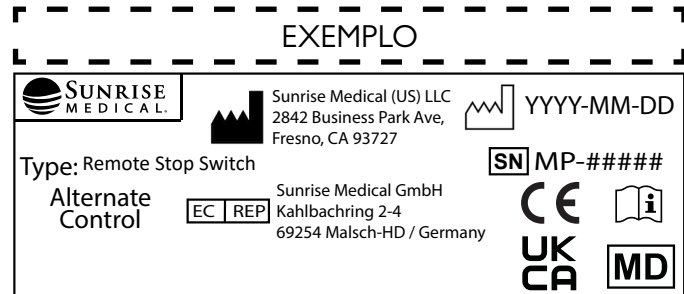 EXEMPLO
SUNRISE
MEDICAL.
Sunrise Medical (US) LLC
2842 Business Park Ave,
Fresno, CA 93727
YYYY-MM-DD
Type: Remote Stop Switch
SN MP-#####
Alternate
Control
EC REP
Sunrise Medical GmbH
Kahlbachring 2-4
69254 Malsch-HD / Germany
CE
i
UK
CA
MD